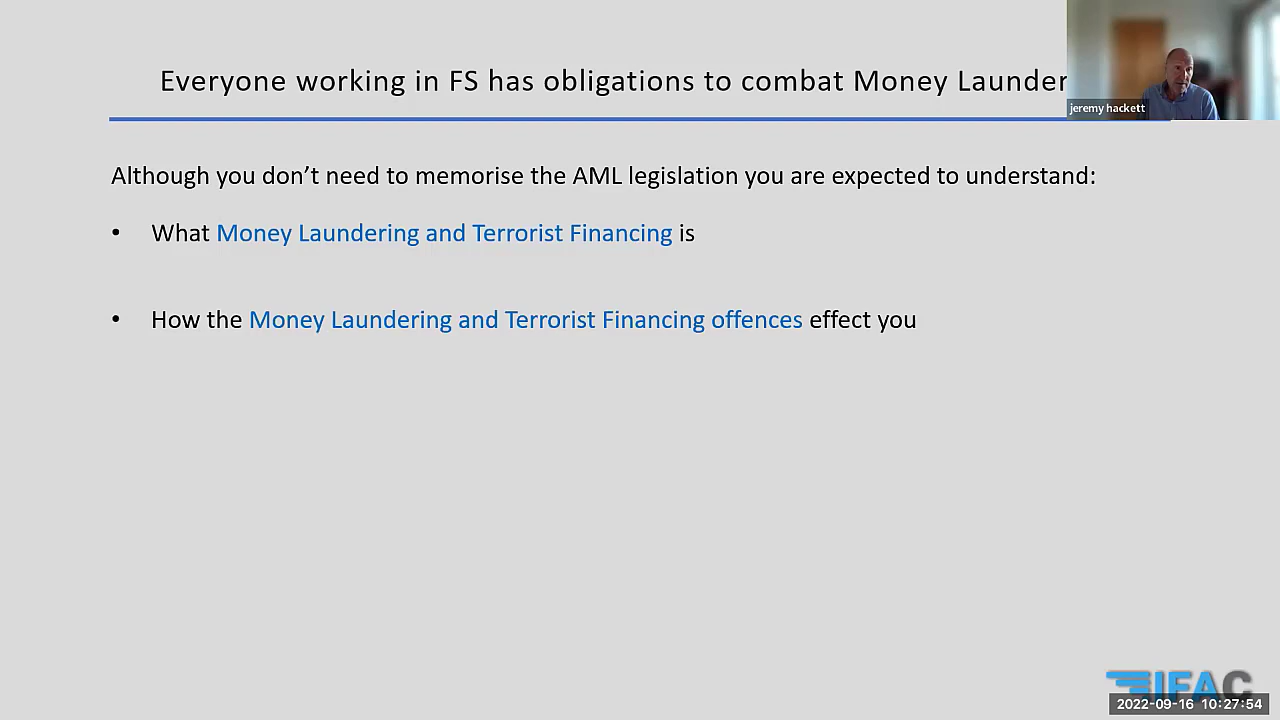 Everyone working in FS has obligations to combat Money Launder
jeremy hackett
Although you don’t need to memorise the AML legislation you are expected to understand:
• What Money Laundering and Terrorist Financing is
• How the Money Laundering and Terrorist Financing offences effect you
IFAC
2022-09-16 10:27:54